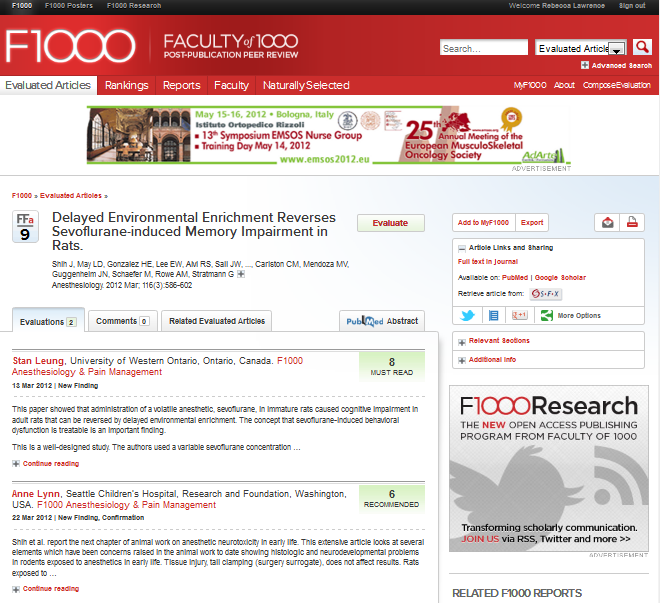 F1000 F1000 Posters F1000 Research Welcome Rebecca Lawrence Sign out
F1000 FACULTY of 1000
POST-PUBLICATION PEER REVIEW
Search... Evaluated Article
Advanced Search
Evaluated Articles Rankings Reports Faculty Naturally Selected MyF1000 About Compose Evaluation
May 15-16, 2012 • Bologna, Italy
Istituto Ortopedico Rizzoli
13th Symposium EMSOS Nurse Group
Training Day May 14, 2012
www.emsos2012.eu
25th Annual Meeting of the
European MusculoSkeletal
Oncology Society
AdArte
ADVERTISEMENT
F1000 » Evaluated Articles »
FFa
9
Delayed Environmental Enrichment Reverses
Sevoflurane-induced Memory Impairment in
Rats.
Evaluate
Shih J, May LD, Gonzalez HE, Lee EW, Alvi RS, Sall JW, ..., Carlston CM, Mendoza MV,
Guggenheim JN, Schaefer M, Rowe AM, Stratmann G
Anesthesiology. 2012 Mar; 116(3):586-602
Add to MyF1000 Export
Article Links and Sharing
Full text in journal
Available on: PubMed | Google Scholar
Retrieve article from: S·F·X
+1 More Options
Relevant Sections
Additional Info
Evaluations 2 Comments 0 Related Evaluated Articles PubMed Abstract
Stan Leung, University of Western Ontario, Ontario, Canada. F1000
Anesthesiology & Pain Management
13 Mar 2012 | New Finding
8
MUST READ
This paper showed that administration of a volatile anesthetic, sevoflurane, in immature rats caused cognitive impairment in
adult rats that can be reversed by delayed environmental enrichment. The concept that sevoflurane-induced behavioral
dysfunction is treatable is an important finding.
This is a well-designed study. The authors used a variable sevoflurane concentration ...
Continue reading
Anne Lynn, Seattle Children's Hospital, Research and Foundation, Washington,
USA. F1000 Anesthesiology & Pain Management
22 Mar 2012 | New Finding, Confirmation
6
RECOMMENDED
Shih et al. report the next chapter of animal work on anesthetic neurotoxicity in early life. This extensive article looks at several
elements which have been concerns raised in the animal work to date showing histologic and neurodevelopmental problems
in rodents exposed to anesthetics in early life. Tissue injury, tail clamping (surgery surrogate), does not affect results. Rats
exposed to ...
Continue reading
F1000Research
THE NEW OPEN ACCESS PUBLISHING
PROGRAM FROM FACULTY OF 1000
Transforming scholarly communication.
JOIN US via RSS, Twitter and more >>
ADVERTISEMENT
RELATED F1000 REPORTS